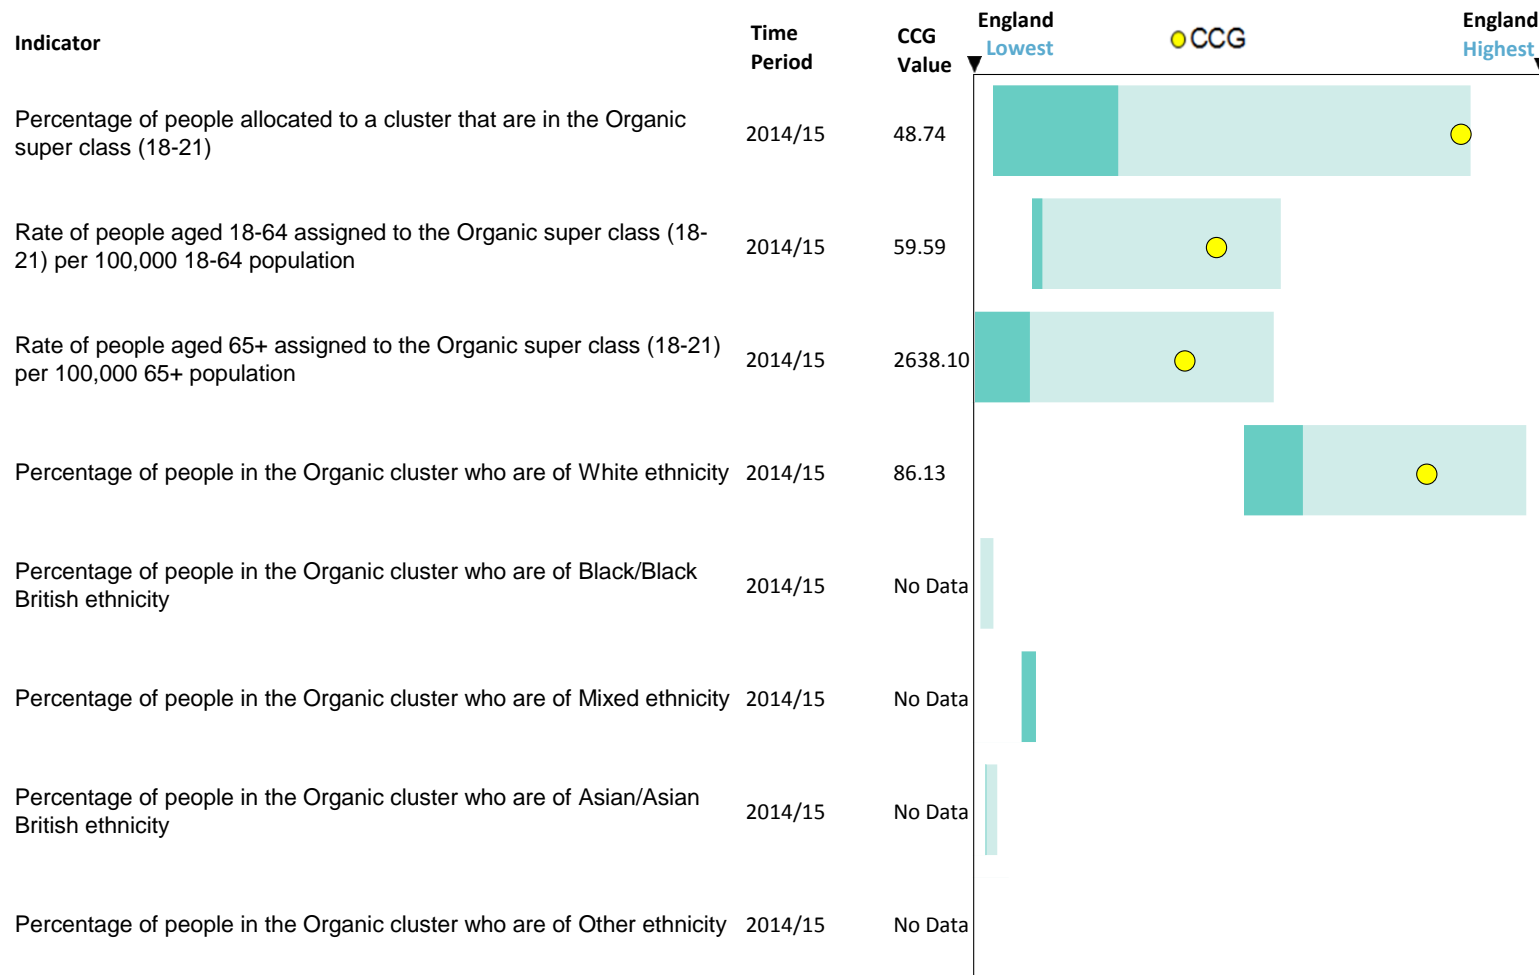 Indicator
Time
Period
CCG
Value
England
Lowest
CCG
England
Highest
Percentage of people allocated to a cluster that are in the Organic
super class (18-21)
2014/15
48.74
Rate of people aged 18-64 assigned to the Organic super class (18-
21) per 100,000 18-64 population
2014/15
59.59
Rate of people aged 65+ assigned to the Organic super class (18-21)
per 100,000 65+ population
2014/15
2638.10
Percentage of people in the Organic cluster who are of White ethnicity
2014/15
86.13
Percentage of people in the Organic cluster who are of Black/Black
British ethnicity
2014/15
No Data
Percentage of people in the Organic cluster who are of Mixed ethnicity
2014/15
No Data
Percentage of people in the Organic cluster who are of Asian/Asian
British ethnicity
2014/15
No Data
Percentage of people in the Organic cluster who are of Other ethnicity
2014/15
No Data